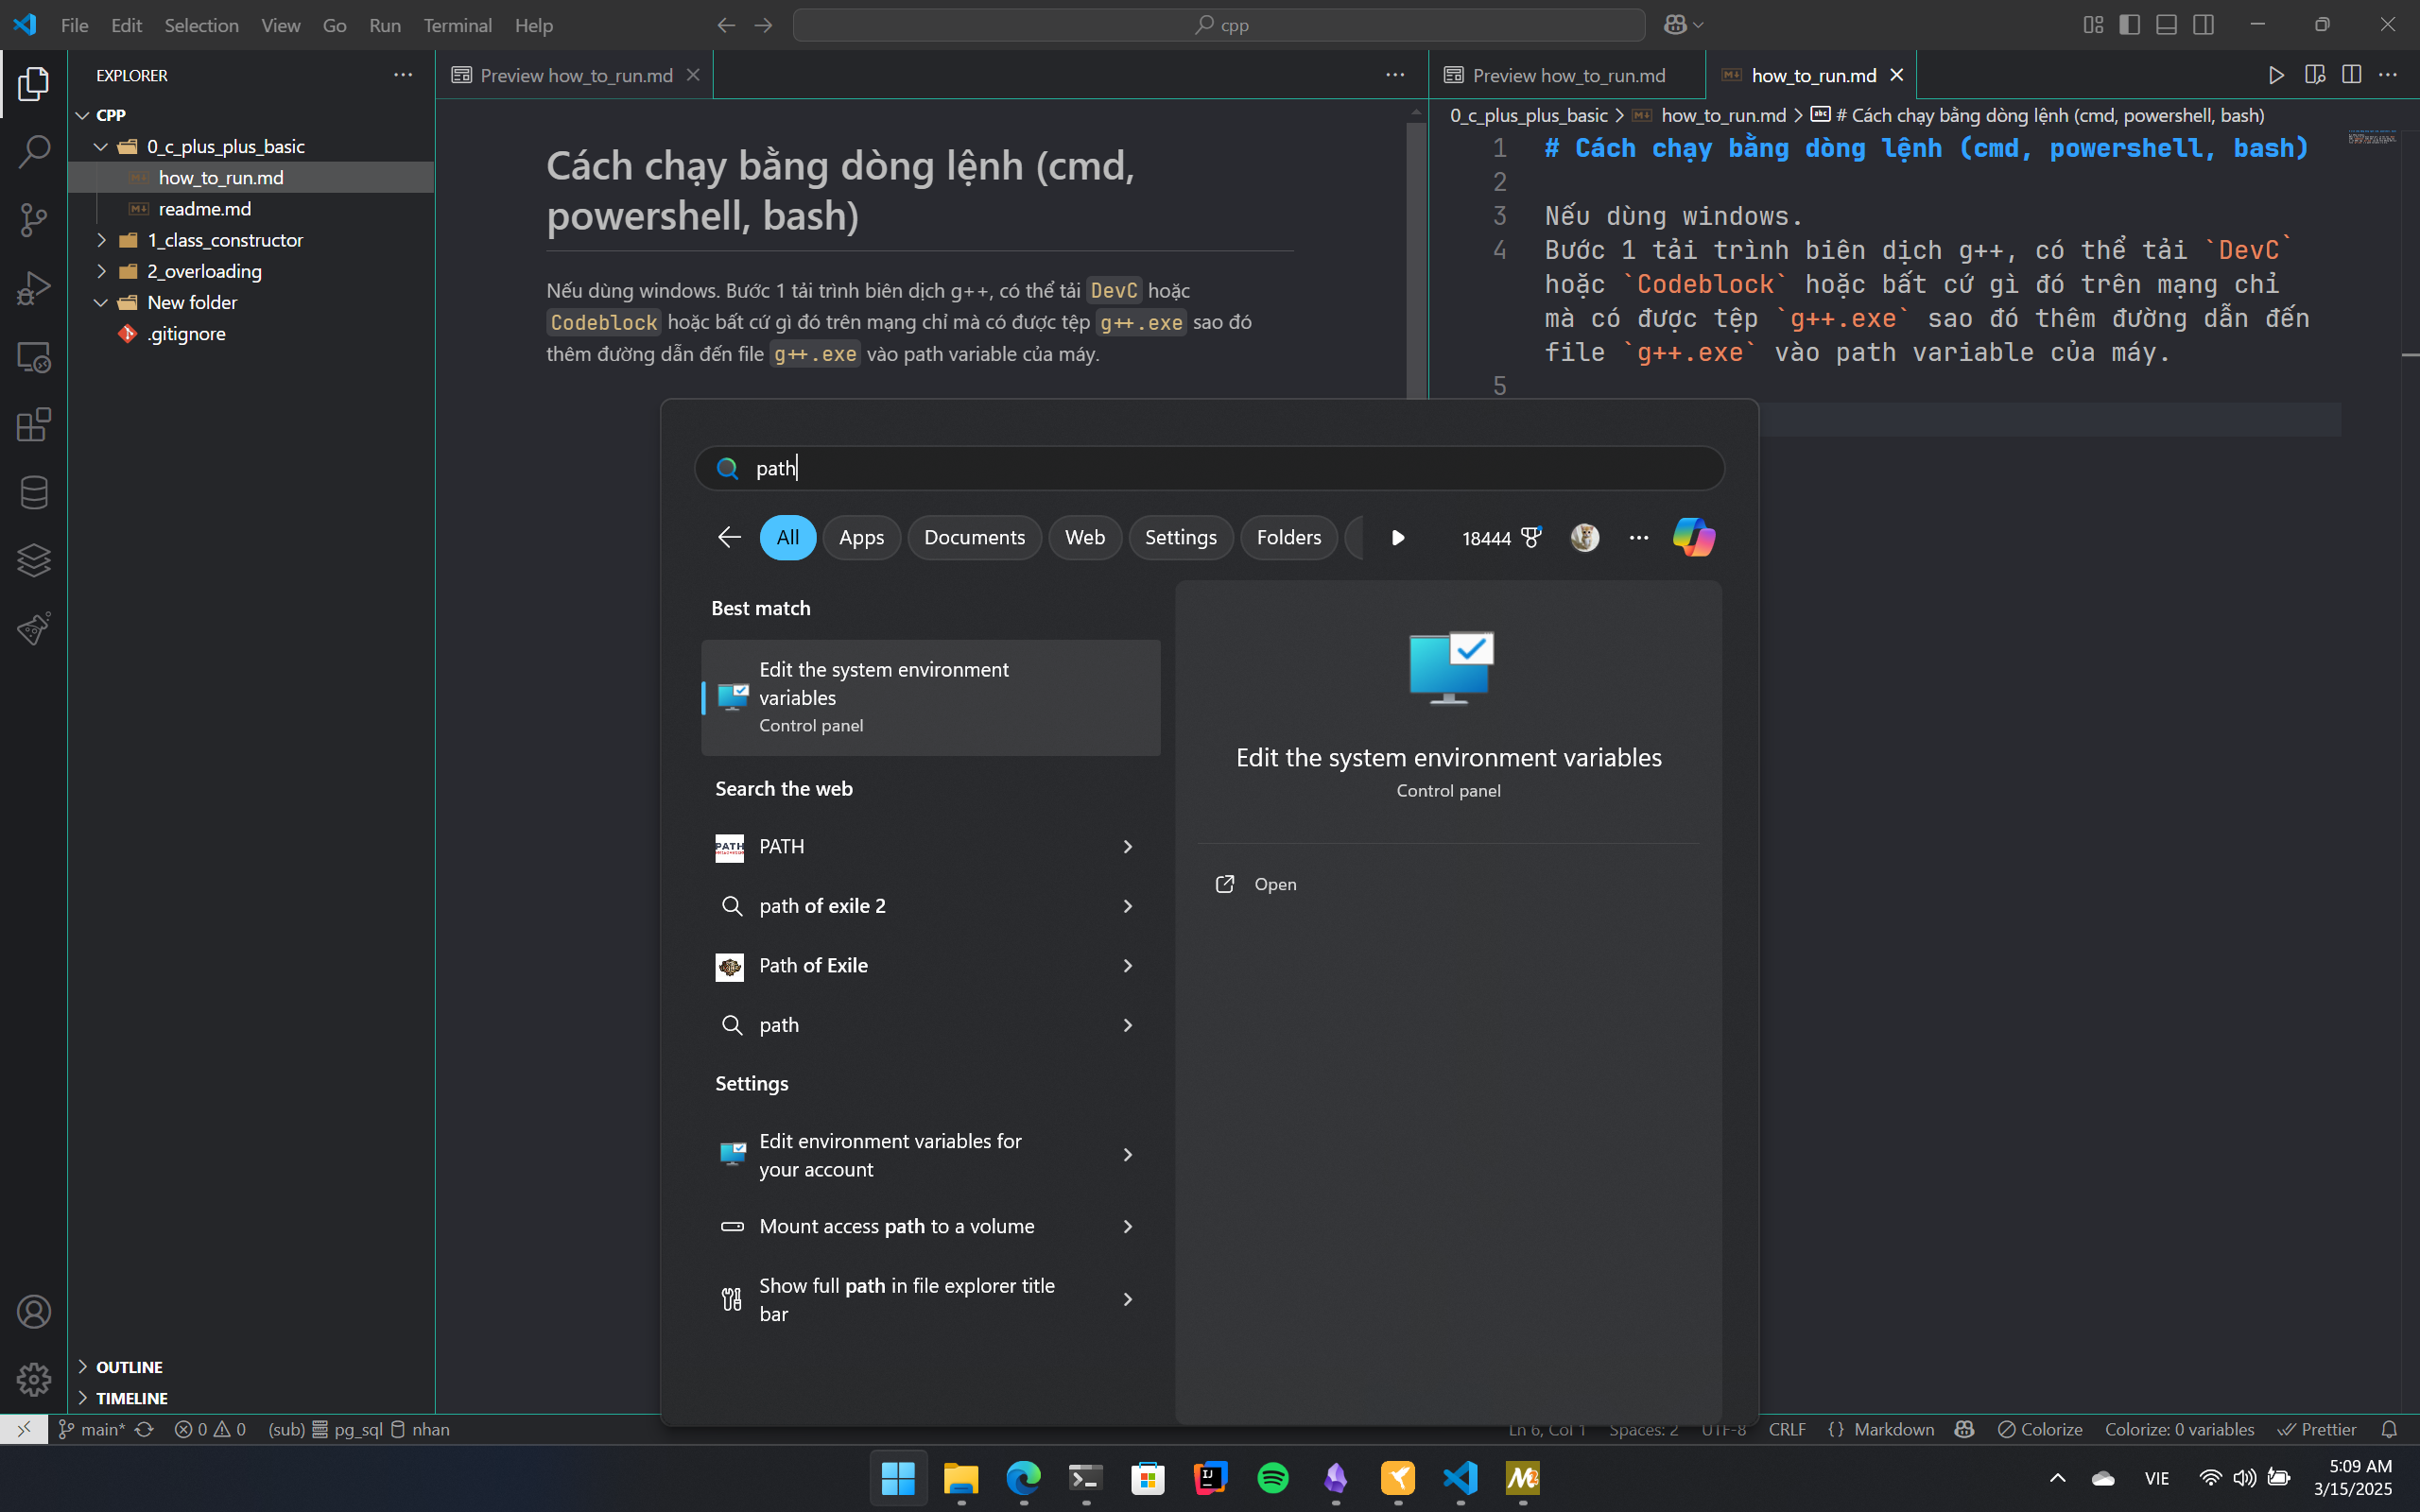 File Edit Selection View Go Run Terminal Help
cpp
EXPLORER
CPP
0_c_plus_plus_basic
how_to_run.md
readme.md
1_class_constructor
2_overloading
New folder
.gitignore
OUTLINE
TIMELINE
Preview how_to_run.md
Cách chạy bằng dòng lệnh (cmd,
powershell, bash)
Nếu dùng windows. Bước 1 tải trình biên dịch g++, có thể tải DevC hoặc
Codeblock hoặc bất cứ gì đó trên mạng chỉ mà có được tệp g++.exe sao đó
thêm đường dẫn đến file g++.exe vào path variable của máy.
Preview how_to_run.md
how_to_run.md
0_c_plus_plus_basic > how_to_run.md > # Cách chạy bằng dòng lệnh (cmd, powershell, bash)
1 # Cách chạy bằng dòng lệnh (cmd, powershell, bash)
2
3 Nếu dùng windows.
4 Bước 1 tải trình biên dịch g++, có thể tải `DevC`
hoặc `Codeblock` hoặc bất cứ gì đó trên mạng chỉ
mà có được tệp `g++.exe` sao đó thêm đường dẫn đến
file `g++.exe` vào path variable của máy.
5
path
All Apps Documents Web Settings Folders
18444
Best match
Edit the system environment
variables
Control panel
Search the web
PATH
path of exile 2
Path of Exile
path
Settings
Edit environment variables for
your account
Mount access path to a volume
Show full path in file explorer title
bar
Edit the system environment variables
Control panel
Open
main* 0 0 (sub) pg_sql nhan
Ln 6, Col 1 Spaces: 2 UTF-8 CRLF {} Markdown Colorize Colorize: 0 variables Prettier
VIE
5:09 AM
3/15/2025